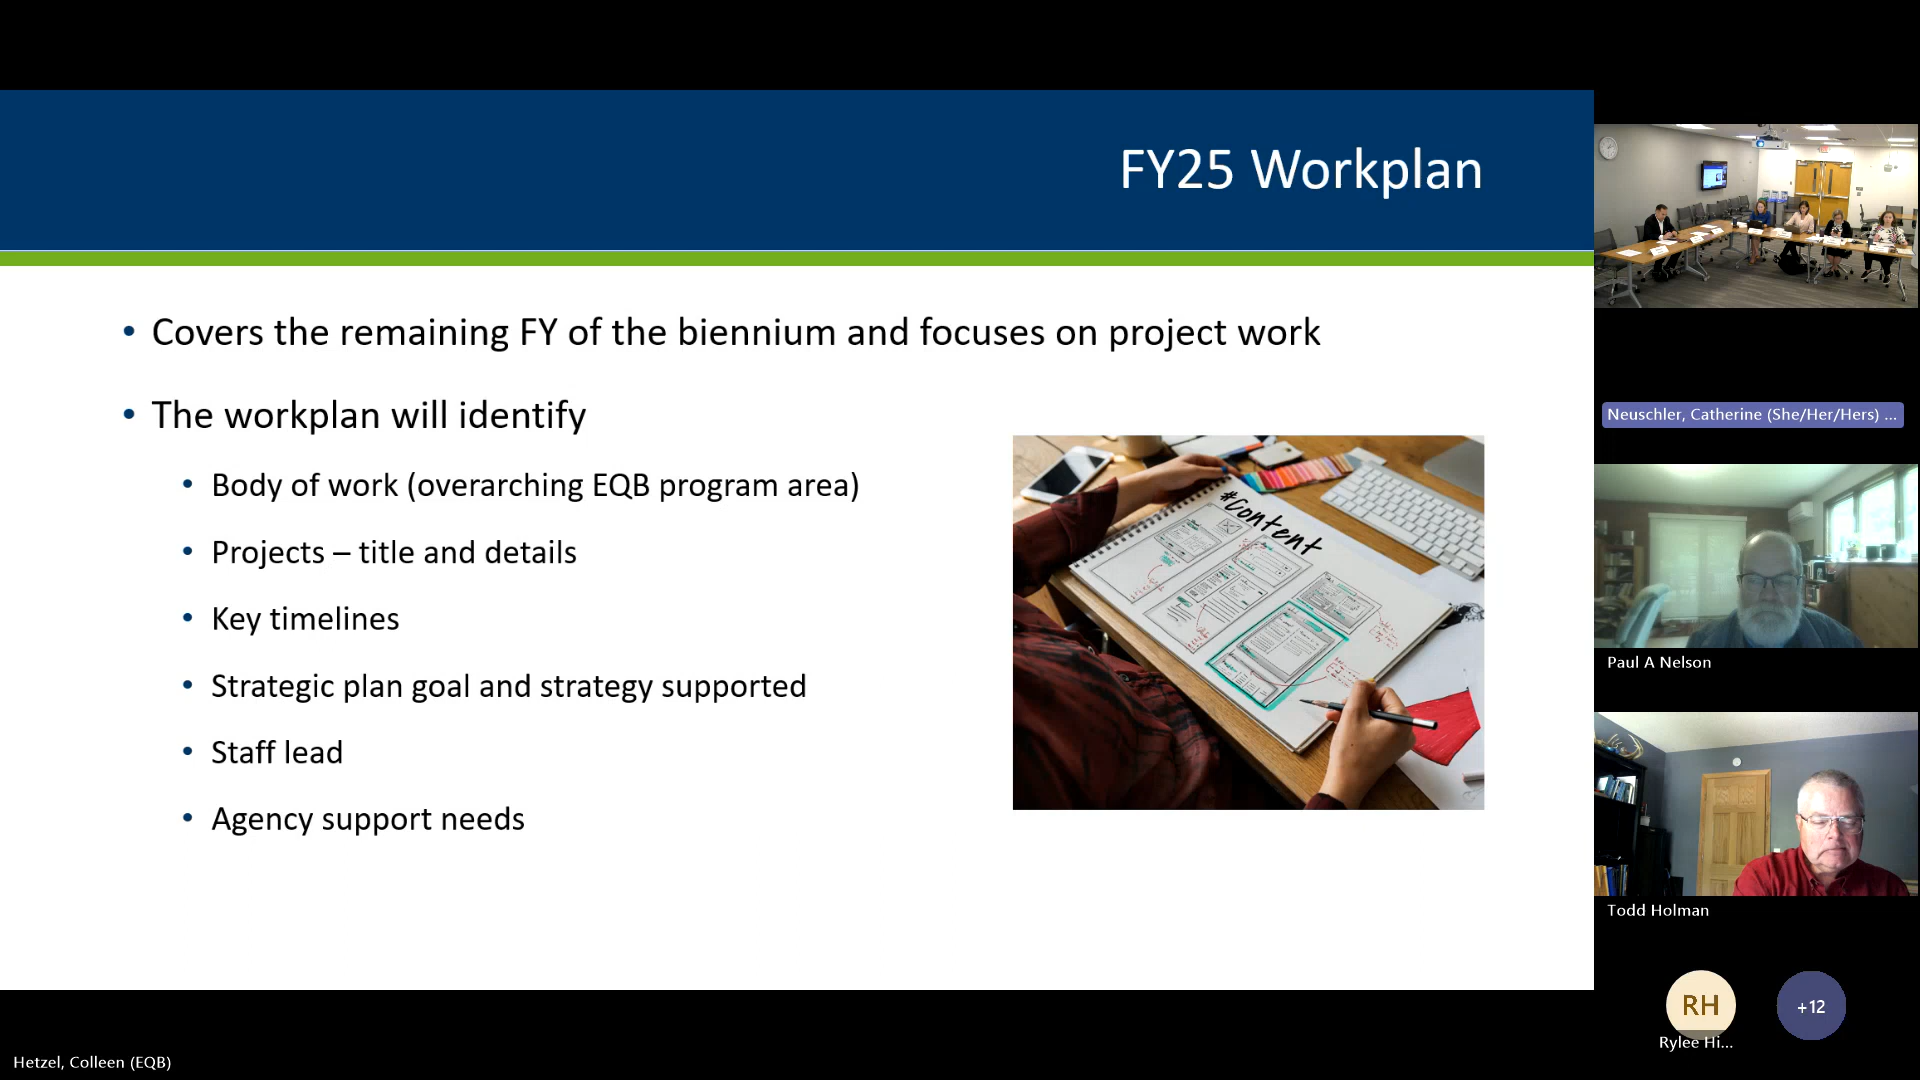 FY25 Workplan
• Covers the remaining FY of the biennium and focuses on project work
• The workplan will identify
• Body of work (overarching EQB program area)
• Projects – title and details
• Key timelines
• Strategic plan goal and strategy supported
• Staff lead
• Agency support needs
#Content
Neuschler, Catherine (She/Her/Hers) ...
Paul A Nelson
Todd Holman
RH
+12
Rylee Hi...
Hetzel, Colleen (EQB)